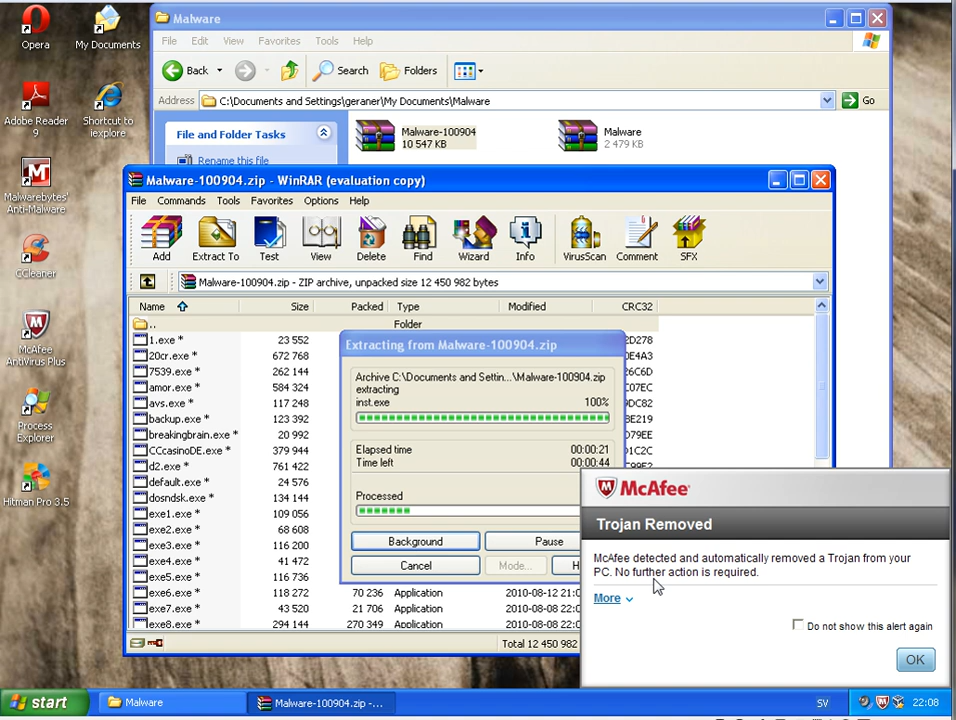 Opera
My Documents
Adobe Reader
9
Shortcut to
iexplore
Malwarebytes'
Anti-Malware
CCleaner
McAfee
AntiVirus Plus
Process
Explorer
Hitman Pro 3.5
Malware
File Edit View Favorites Tools Help
Back Search Folders
Address C:\Documents and Settings\geraner\My Documents\Malware Go
File and Folder Tasks
Rename this file
Malware-100904
10 547 KB
Malware
2 479 KB
Malware-100904.zip - WinRAR (evaluation copy)
File Commands Tools Favorites Options Help
Add Extract To Test View Delete Find Wizard Info VirusScan Comment SFX
Malware-100904.zip - ZIP archive, unpacked size 12 450 982 bytes
Name Size Packed Type Modified CRC32
.. Folder
1.exe * 23 552 2D278
20cr.exe * 672 768 0E4A3
7539.exe * 262 144 26C6D
amor.exe * 584 324 C07EC
avs.exe * 117 248 9DC82
backup.exe * 123 392 8E219
breakingbrain.exe * 20 992 D79EE
CCcasinoDE.exe * 379 944 D1C2C
d2.exe * 761 422
default.exe * 24 576
dosndsk.exe * 134 144
exe1.exe * 109 056
exe2.exe * 68 608
exe3.exe * 116 200
exe4.exe * 41 472
exe5.exe * 116 736
exe6.exe * 118 272 70 236 Application 2010-08-12 21
exe7.exe * 43 520 21 706 Application 2010-08-08 22:0
exe8.exe * 294 144 270 349 Application 2010-08-08 22:0
Total 12 450 982
Extracting from Malware-100904.zip
Archive C:\Documents and Settin...\Malware-100904.zip
extracting
inst.exe 100%
Elapsed time 00:00:21
Time left 00:00:44
Processed
Background Pause
Cancel Mode... H
McAfee
Trojan Removed
McAfee detected and automatically removed a Trojan from your
PC. No further action is required.
More
Do not show this alert again
OK
start Malware Malware-100904.zip -... SV 22:08